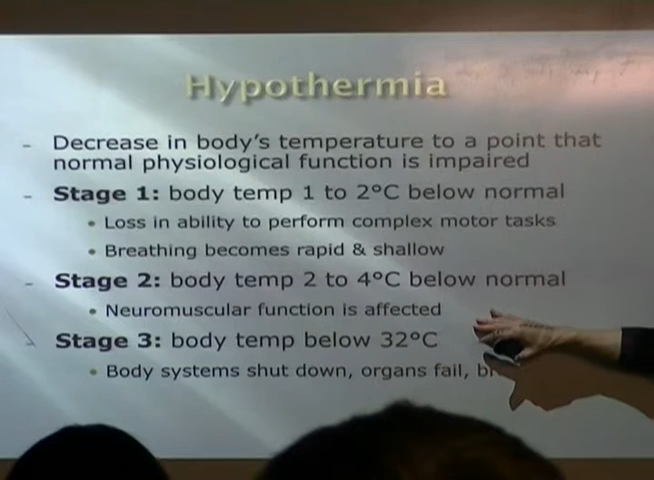 Hypothermia
- Decrease in body's temperature to a point that
normal physiological function is impaired
- Stage 1: body temp 1 to 2°C below normal
• Loss in ability to perform complex motor tasks
• Breathing becomes rapid & shallow
- Stage 2: body temp 2 to 4°C below normal
• Neuromuscular function is affected
- Stage 3: body temp below 32°C
• Body systems shut down, organs fail,